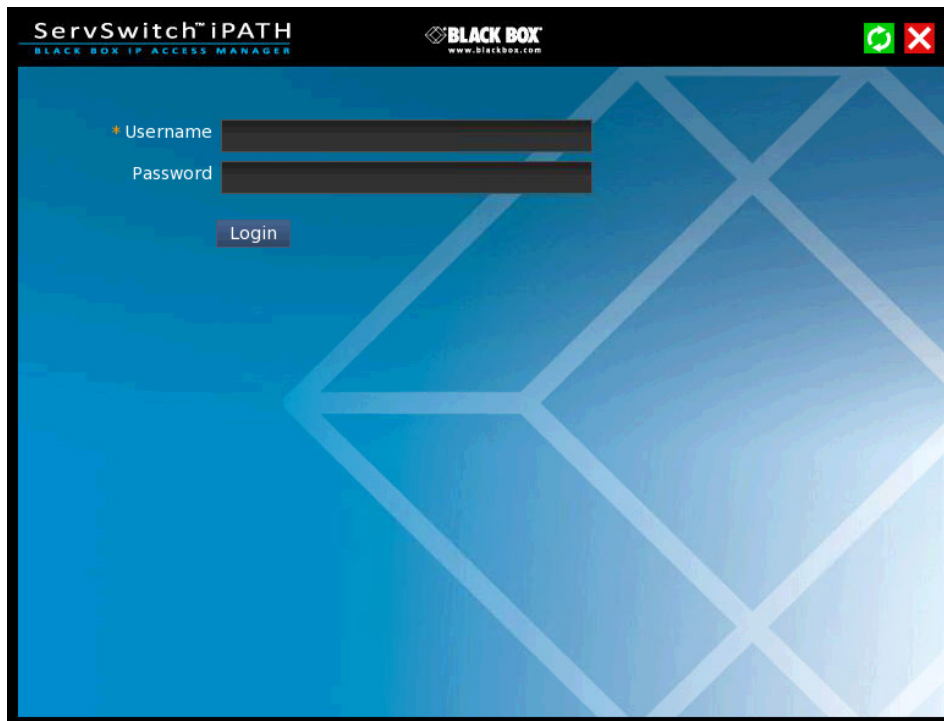 ServSwitch™ iPATH
BLACK BOX IP ACCESS MANAGER
BLACK BOX®
www.blackbox.com
* Username
Password
Login